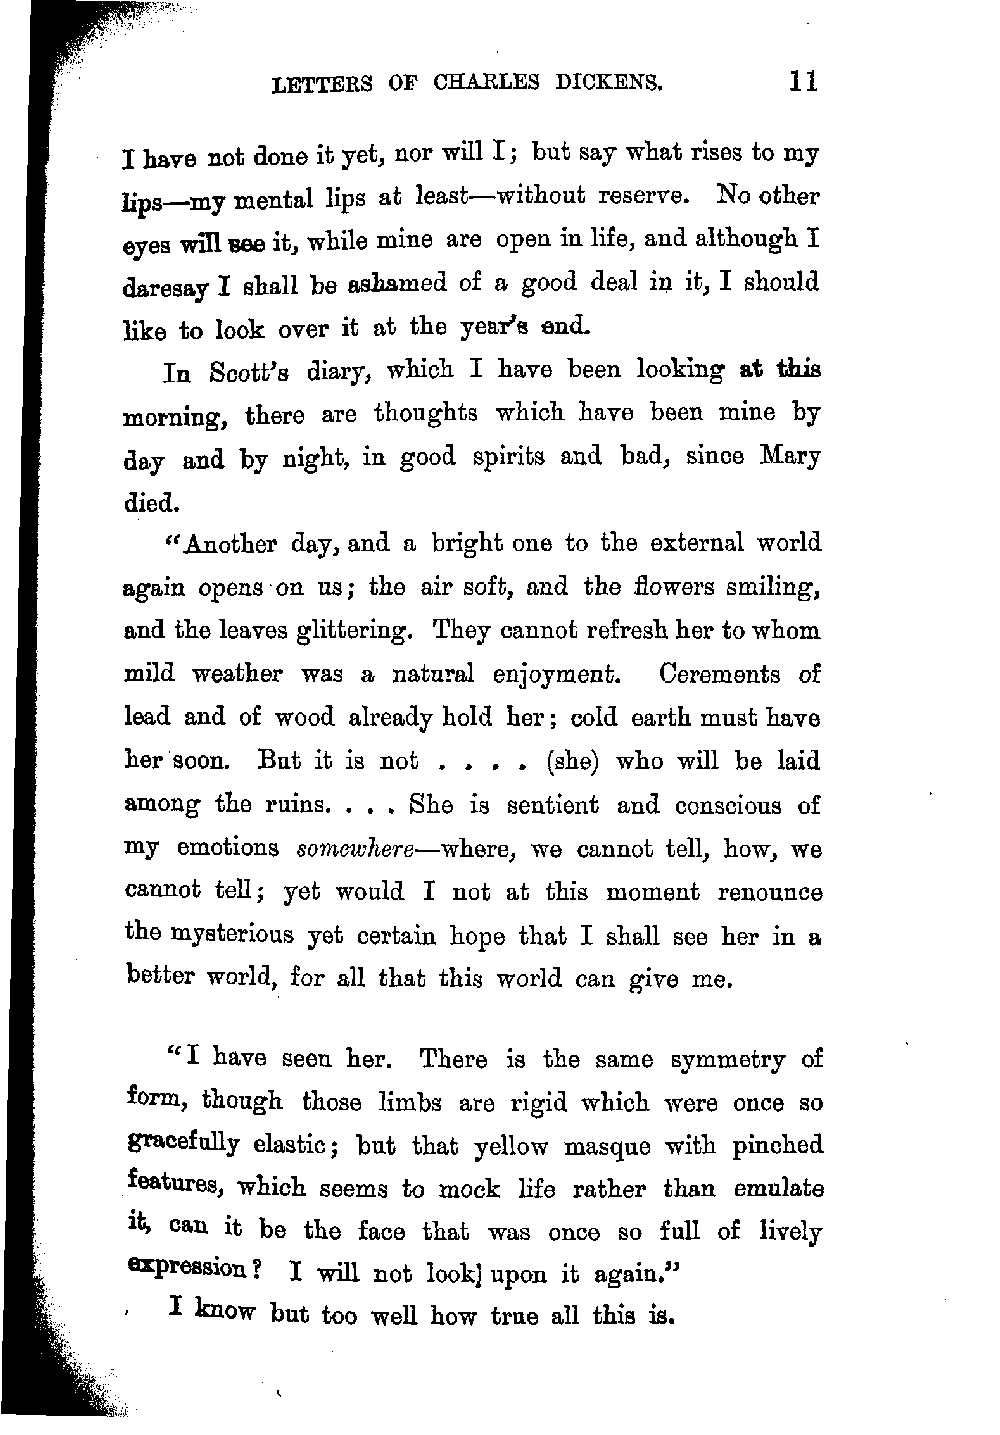 LETTERS OF CHARLES DICKENS. 11
I have not done it yet, nor will I; but say what rises to my
lips—my mental lips at least—without reserve. No other
eyes will see it, while mine are open in life, and although I
daresay I shall be ashamed of a good deal in it, I should
like to look over it at the year's end.
In Scott's diary, which I have been looking at this
morning, there are thoughts which have been mine by
day and by night, in good spirits and bad, since Mary
died.
"Another day, and a bright one to the external world
again opens on us; the air soft, and the flowers smiling,
and the leaves glittering. They cannot refresh her to whom
mild weather was a natural enjoyment. Cerements of
lead and of wood already hold her; cold earth must have
her soon. But it is not . . . . (she) who will be laid
among the ruins. . . . She is sentient and conscious of
my emotions somewhere—where, we cannot tell, how, we
cannot tell; yet would I not at this moment renounce
the mysterious yet certain hope that I shall see her in a
better world, for all that this world can give me.
"I have seen her. There is the same symmetry of
form, though those limbs are rigid which were once so
gracefully elastic; but that yellow masque with pinched
features, which seems to mock life rather than emulate
it, can it be the face that was once so full of lively
expression? I will not look] upon it again."
I know but too well how true all this is.